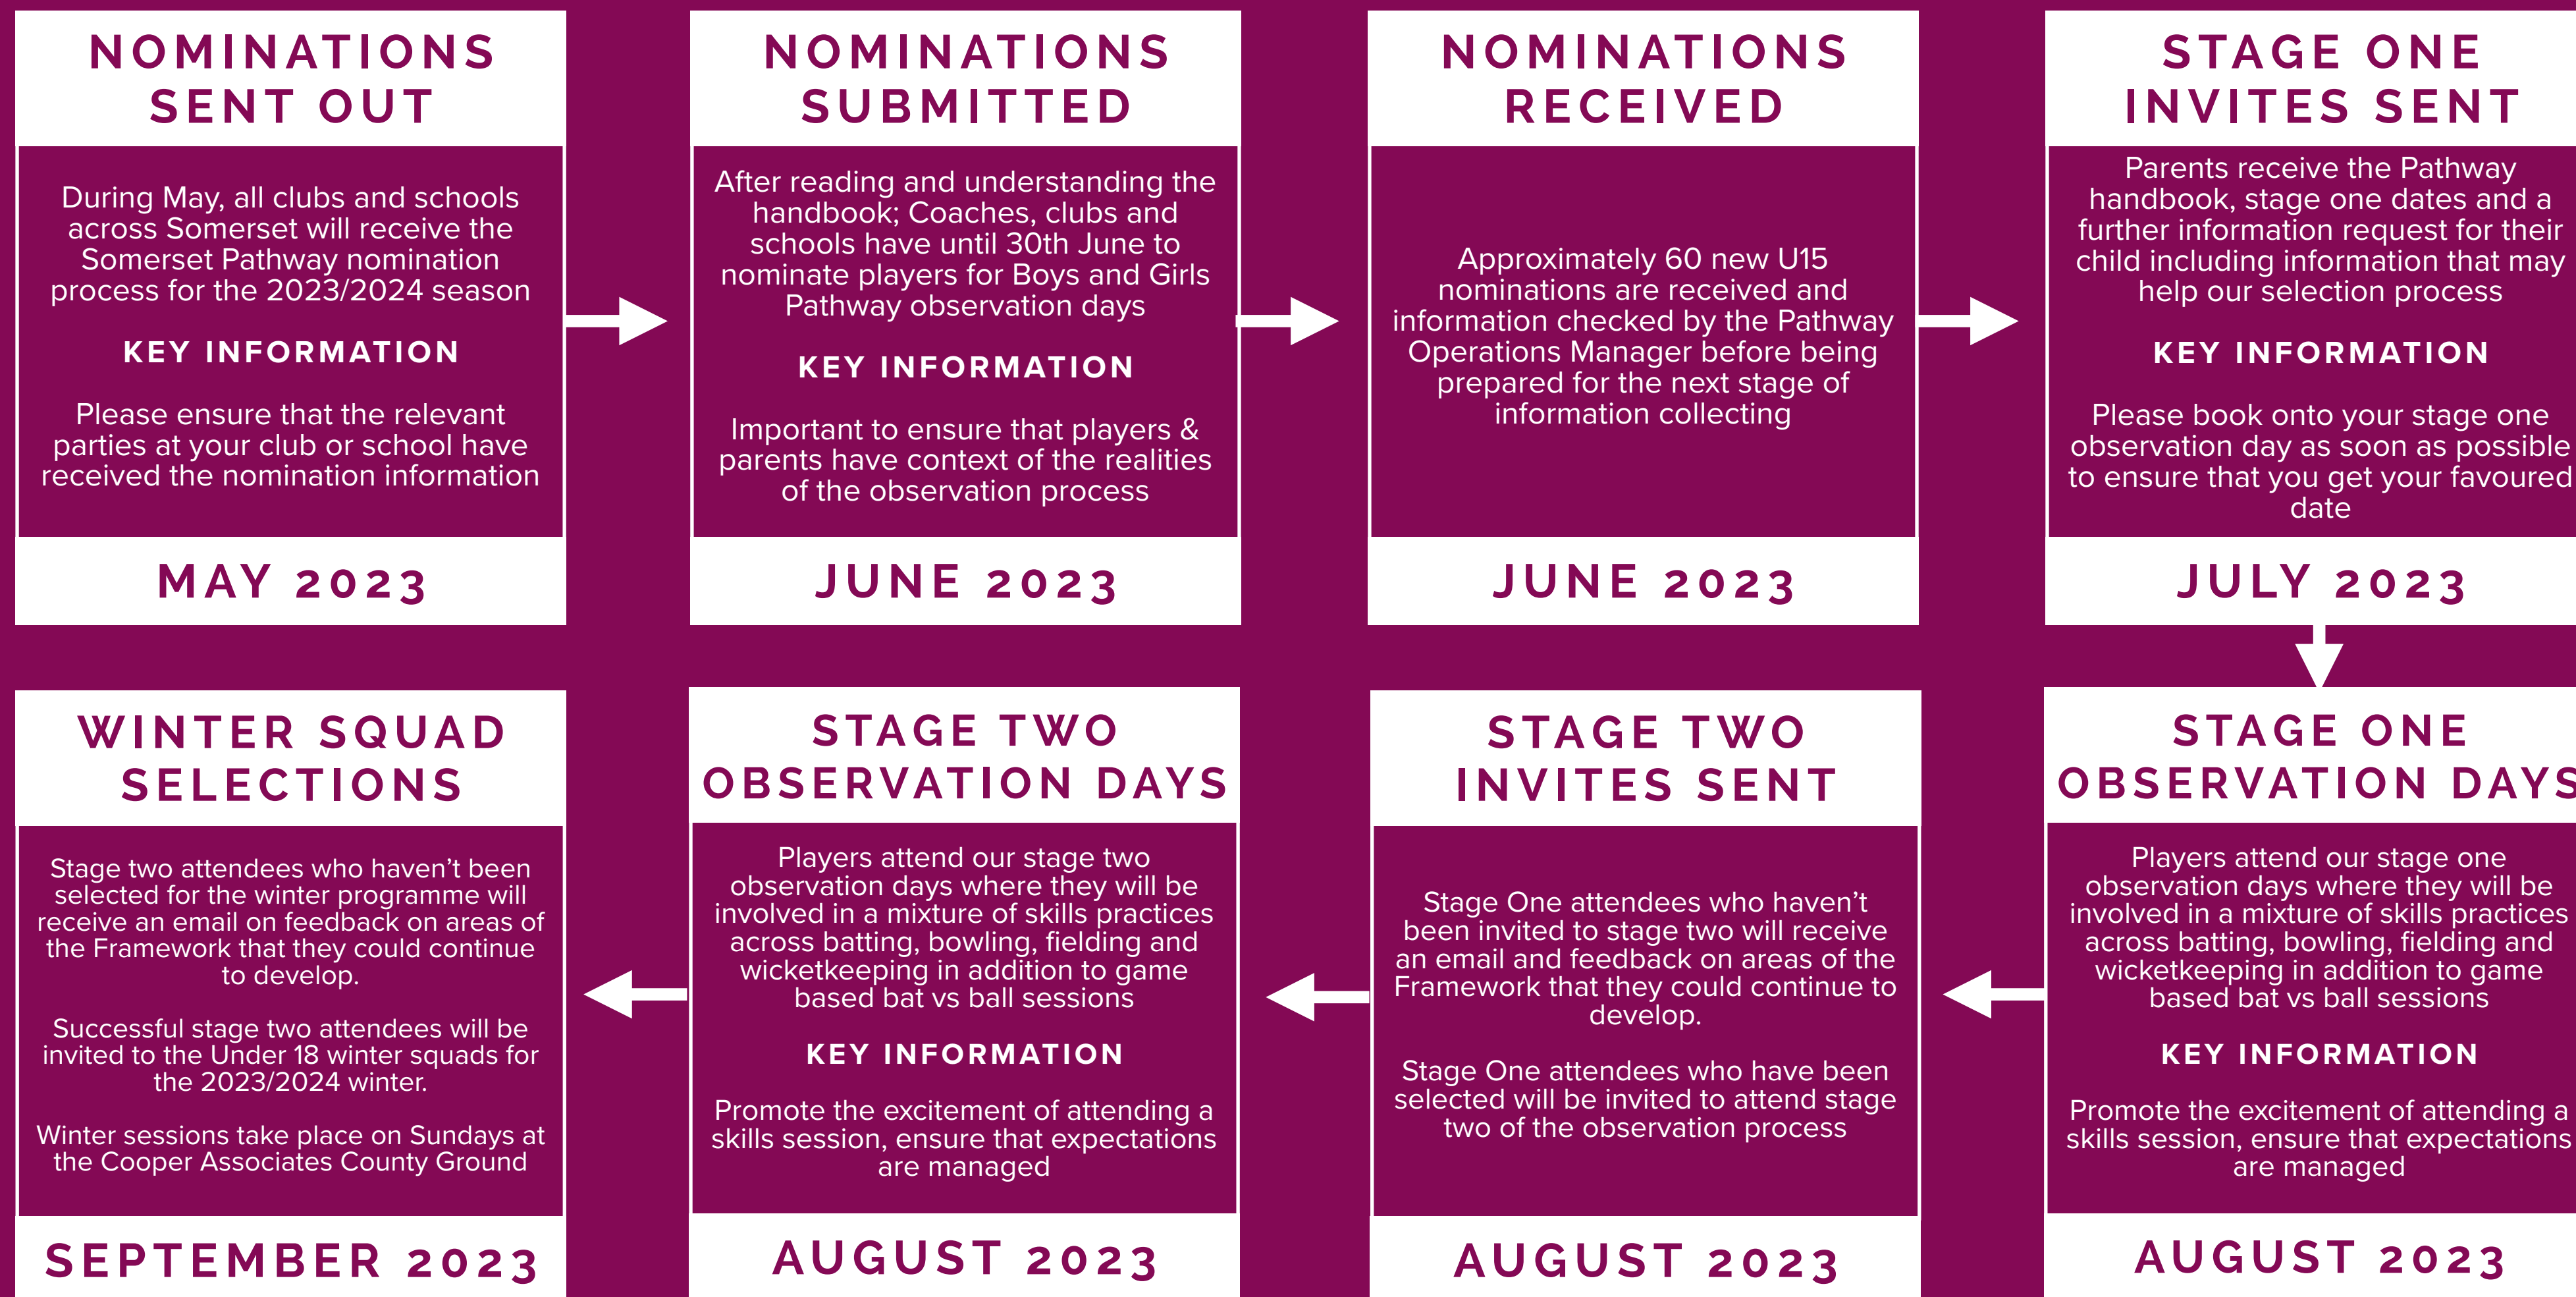 NOMINATIONS
SENT OUT
During May, all clubs and schools
across Somerset will receive the
Somerset Pathway nomination
process for the 2023/2024 season
KEY INFORMATION
Please ensure that the relevant
parties at your club or school have
received the nomination information
MAY 2023
NOMINATIONS
SUBMITTED
After reading and understanding the
handbook; Coaches, clubs and
schools have until 30th June to
nominate players for Boys and Girls
Pathway observation days
KEY INFORMATION
Important to ensure that players &
parents have context of the realities
of the observation process
JUNE 2023
NOMINATIONS
RECEIVED
Approximately 60 new U15
nominations are received and
information checked by the Pathway
Operations Manager before being
prepared for the next stage of
information collecting
JUNE 2023
STAGE ONE
INVITES SENT
Parents receive the Pathway
handbook, stage one dates and a
further information request for their
child including information that may
help our selection process
KEY INFORMATION
Please book onto your stage one
observation day as soon as possible
to ensure that you get your favoured
date
JULY 2023
STAGE ONE
OBSERVATION DAYS
Players attend our stage one
observation days where they will be
involved in a mixture of skills practices
across batting, bowling, fielding and
wicketkeeping in addition to game
based bat vs ball sessions
KEY INFORMATION
Promote the excitement of attending a
skills session, ensure that expectations
are managed
AUGUST 2023
STAGE TWO
INVITES SENT
Stage One attendees who haven't
been invited to stage two will receive
an email and feedback on areas of the
Framework that they could continue to
develop.
Stage One attendees who have been
selected will be invited to attend stage
two of the observation process
AUGUST 2023
STAGE TWO
OBSERVATION DAYS
Players attend our stage two
observation days where they will be
involved in a mixture of skills practices
across batting, bowling, fielding and
wicketkeeping in addition to game
based bat vs ball sessions
KEY INFORMATION
Promote the excitement of attending a
skills session, ensure that expectations
are managed
AUGUST 2023
WINTER SQUAD
SELECTIONS
Stage two attendees who haven't been
selected for the winter programme will
receive an email on feedback on areas of
the Framework that they could continue
to develop.
Successful stage two attendees will be
invited to the Under 18 winter squads for
the 2023/2024 winter.
Winter sessions take place on Sundays at
the Cooper Associates County Ground
SEPTEMBER 2023